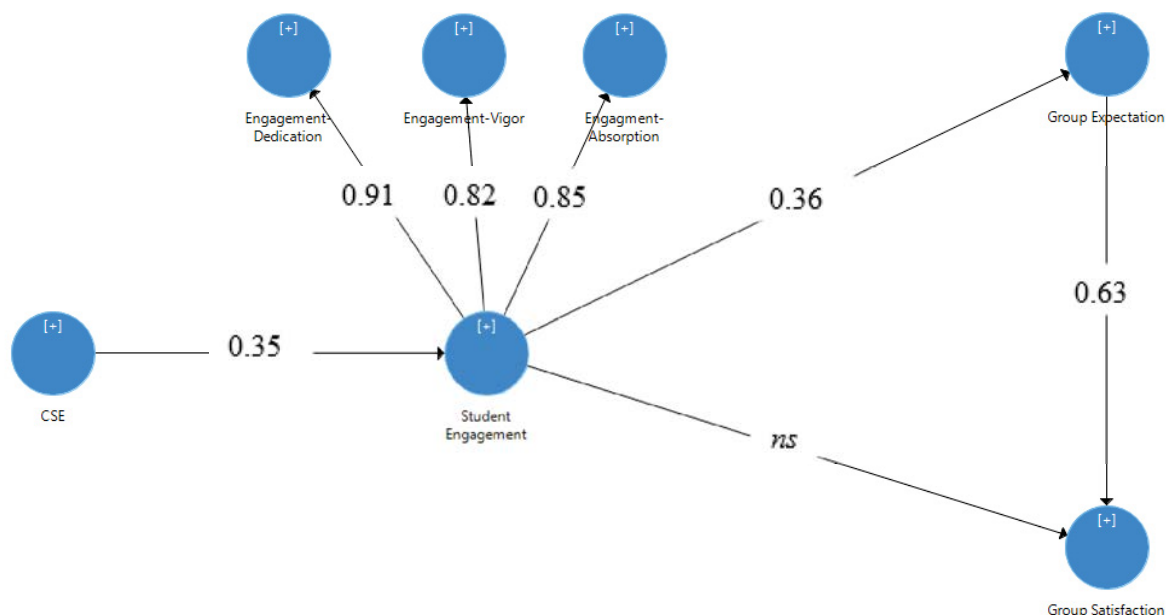 [+]
[+]
[+]
[+]
Engagement-
Dedication
Engagement-Vigor
Engagment-
Absorption
Group Expectation
0.91
0.82
0.85
0.36
0.63
[+]
0.35
[+]
CSE
Student
Engagement
ns
[+]
Group Satisfaction